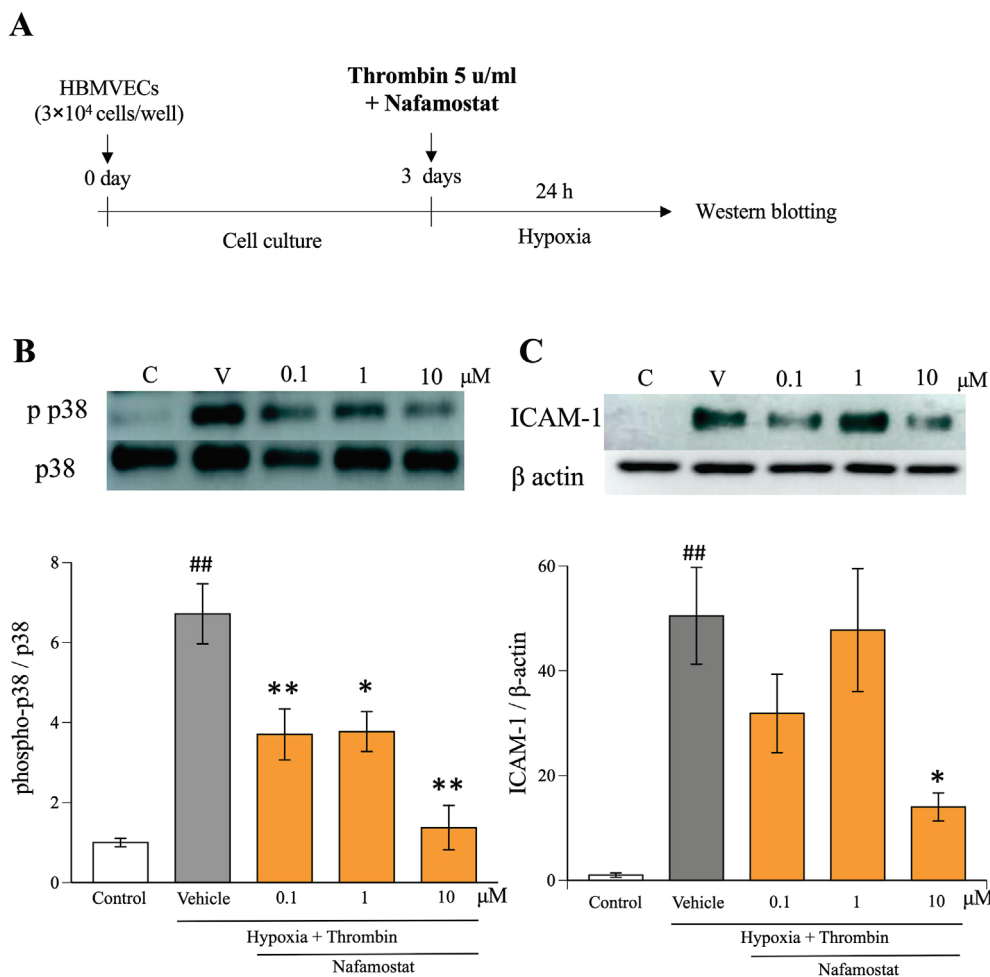 A
HBMVECs
(3×10⁴ cells/well)
Thrombin 5 u/ml
+ Nafamostat
0 day
3 days
24 h
Western blotting
Cell culture
Hypoxia
B
C V 0.1 1 10 μM
p p38
p38
8
6
4
2
0
phospho-p38 / p38
##
**
*
**
Control Vehicle 0.1 1 10 μM
Hypoxia + Thrombin
Nafamostat
C
C V 0.1 1 10 μM
ICAM-1
β actin
60
40
20
0
ICAM-1 / β-actin
##
*
Control Vehicle 0.1 1 10 μM
Hypoxia + Thrombin
Nafamostat